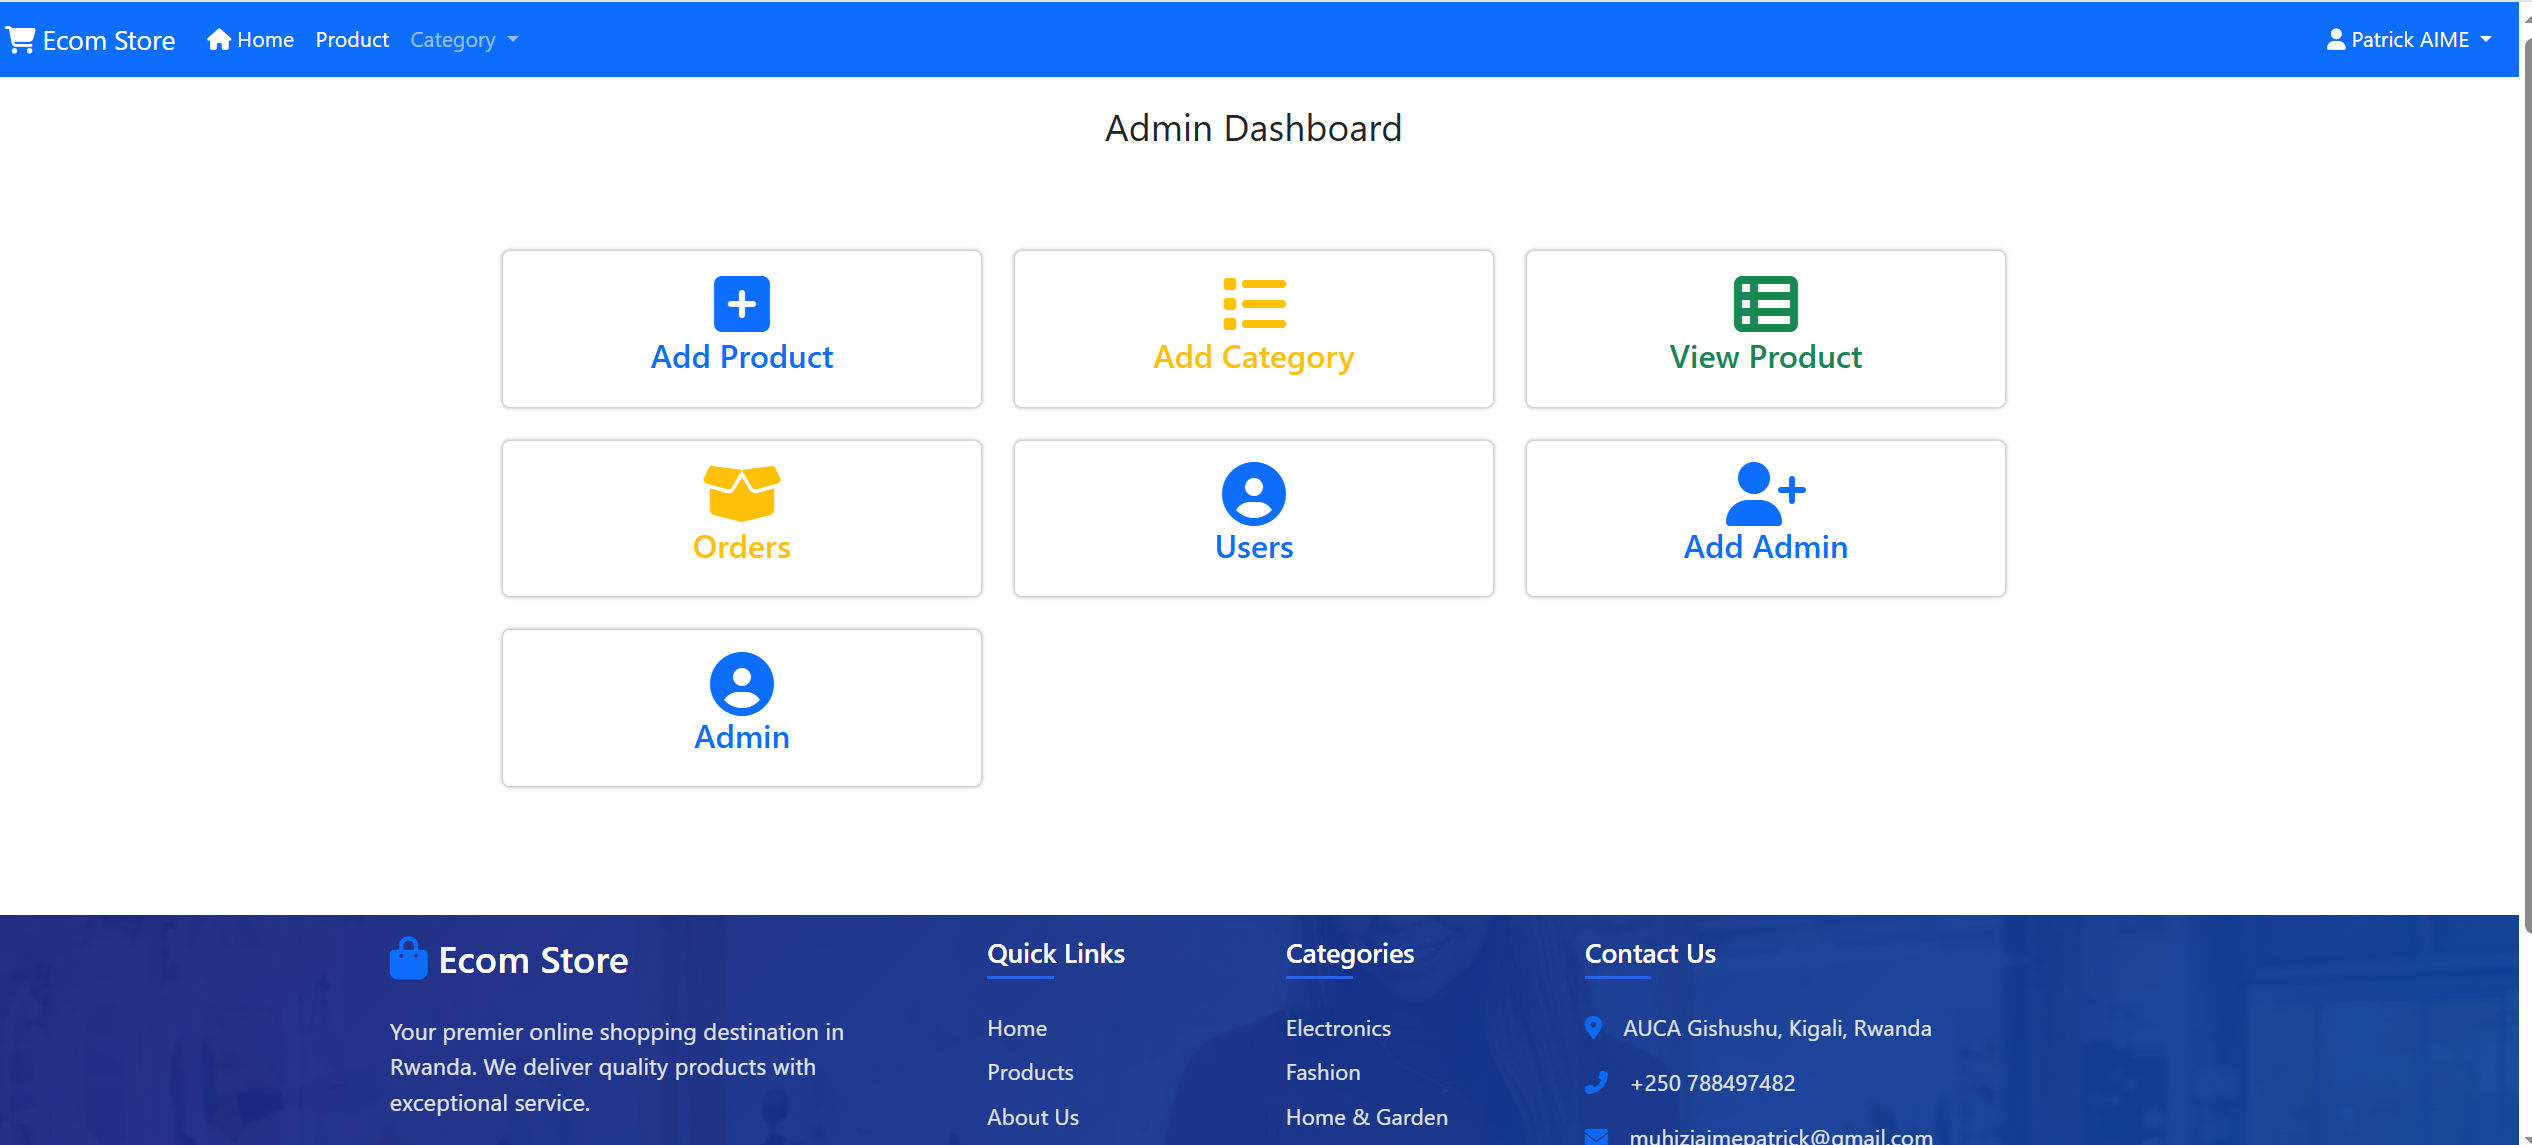 Ecom Store Home Product Category Patrick AIME
Admin Dashboard
Add Product
Add Category
View Product
Orders
Users
Add Admin
Admin
Ecom Store
Your premier online shopping destination in
Rwanda. We deliver quality products with
exceptional service.
Quick Links
Home
Products
About Us
Categories
Electronics
Fashion
Home & Garden
Contact Us
AUCA Gishushu, Kigali, Rwanda
+250 788497482
muhiziaimepatrick@gmail.com